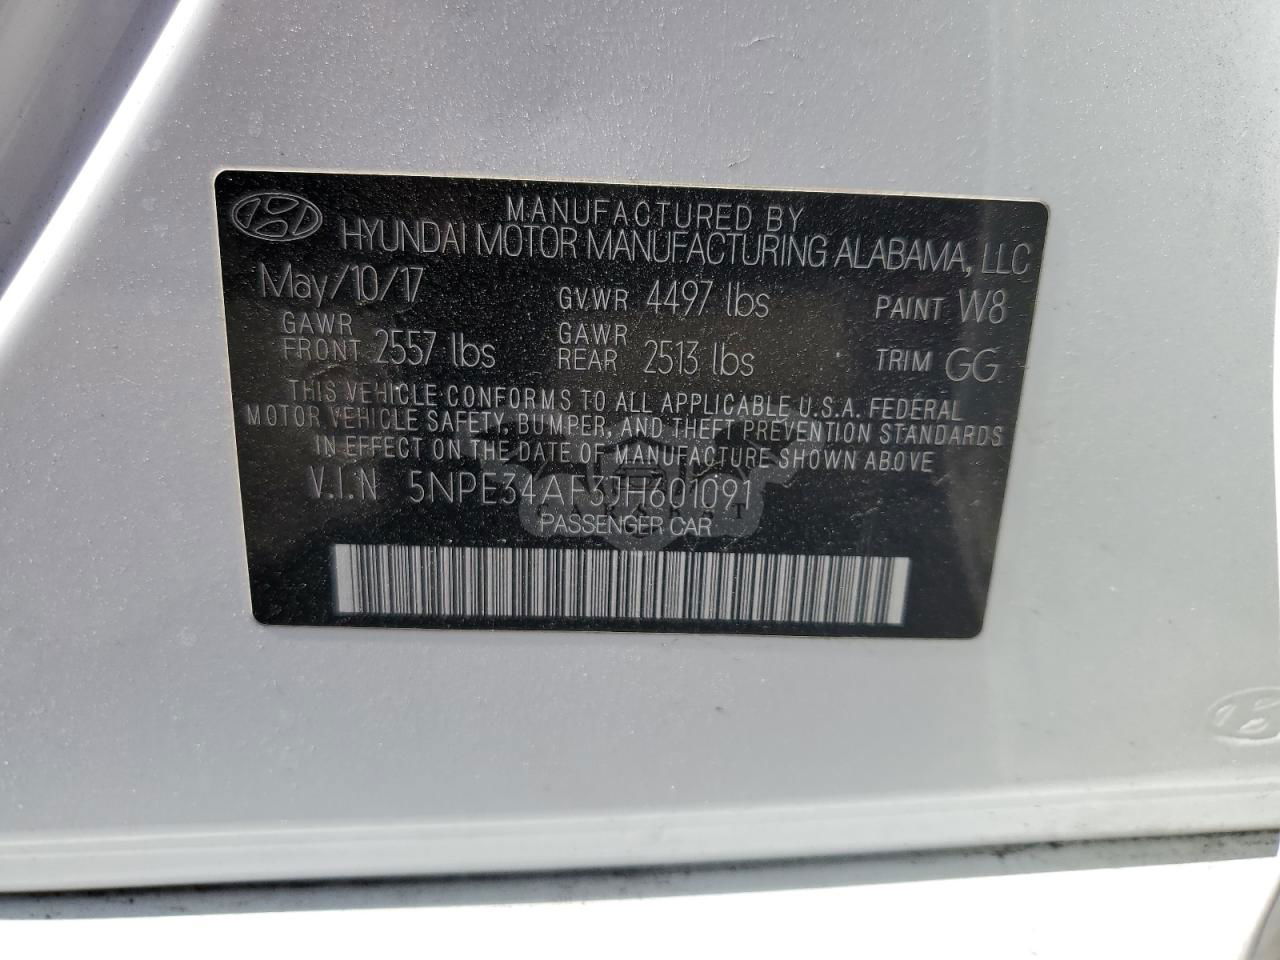 MANUFACTURED BY
HYUNDAI MOTOR MANUFACTURING ALABAMA, LLC
May/10/17 GVWR 4497 lbs PAINT W8
GAWR FRONT 2557 lbs GAWR REAR 2513 lbs TRIM GG
THIS VEHICLE CONFORMS TO ALL APPLICABLE U.S.A. FEDERAL
MOTOR VEHICLE SAFETY, BUMPER, AND THEFT PREVENTION STANDARDS
IN EFFECT ON THE DATE OF MANUFACTURE SHOWN ABOVE
V.I.N 5NPE34AF3JH601091
CARSBAT
PASSENGER CAR